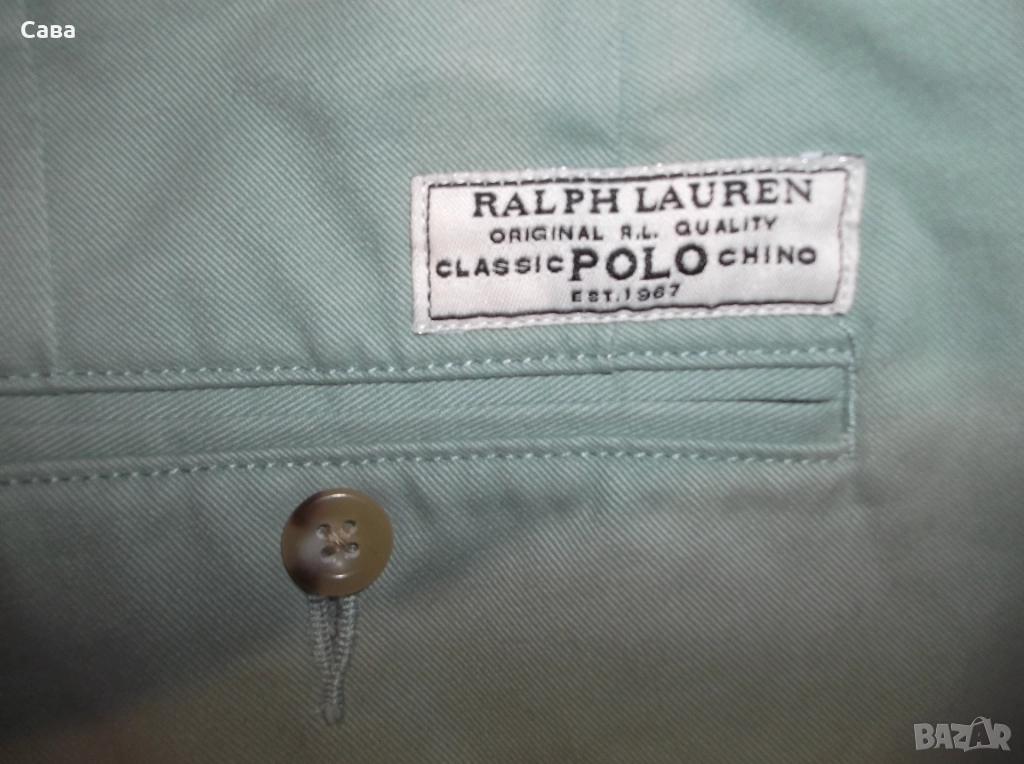 Сава
RALPH LAUREN
ORIGINAL R.L. QUALITY
CLASSIC POLO CHINO
EST. 1967
BAZAR